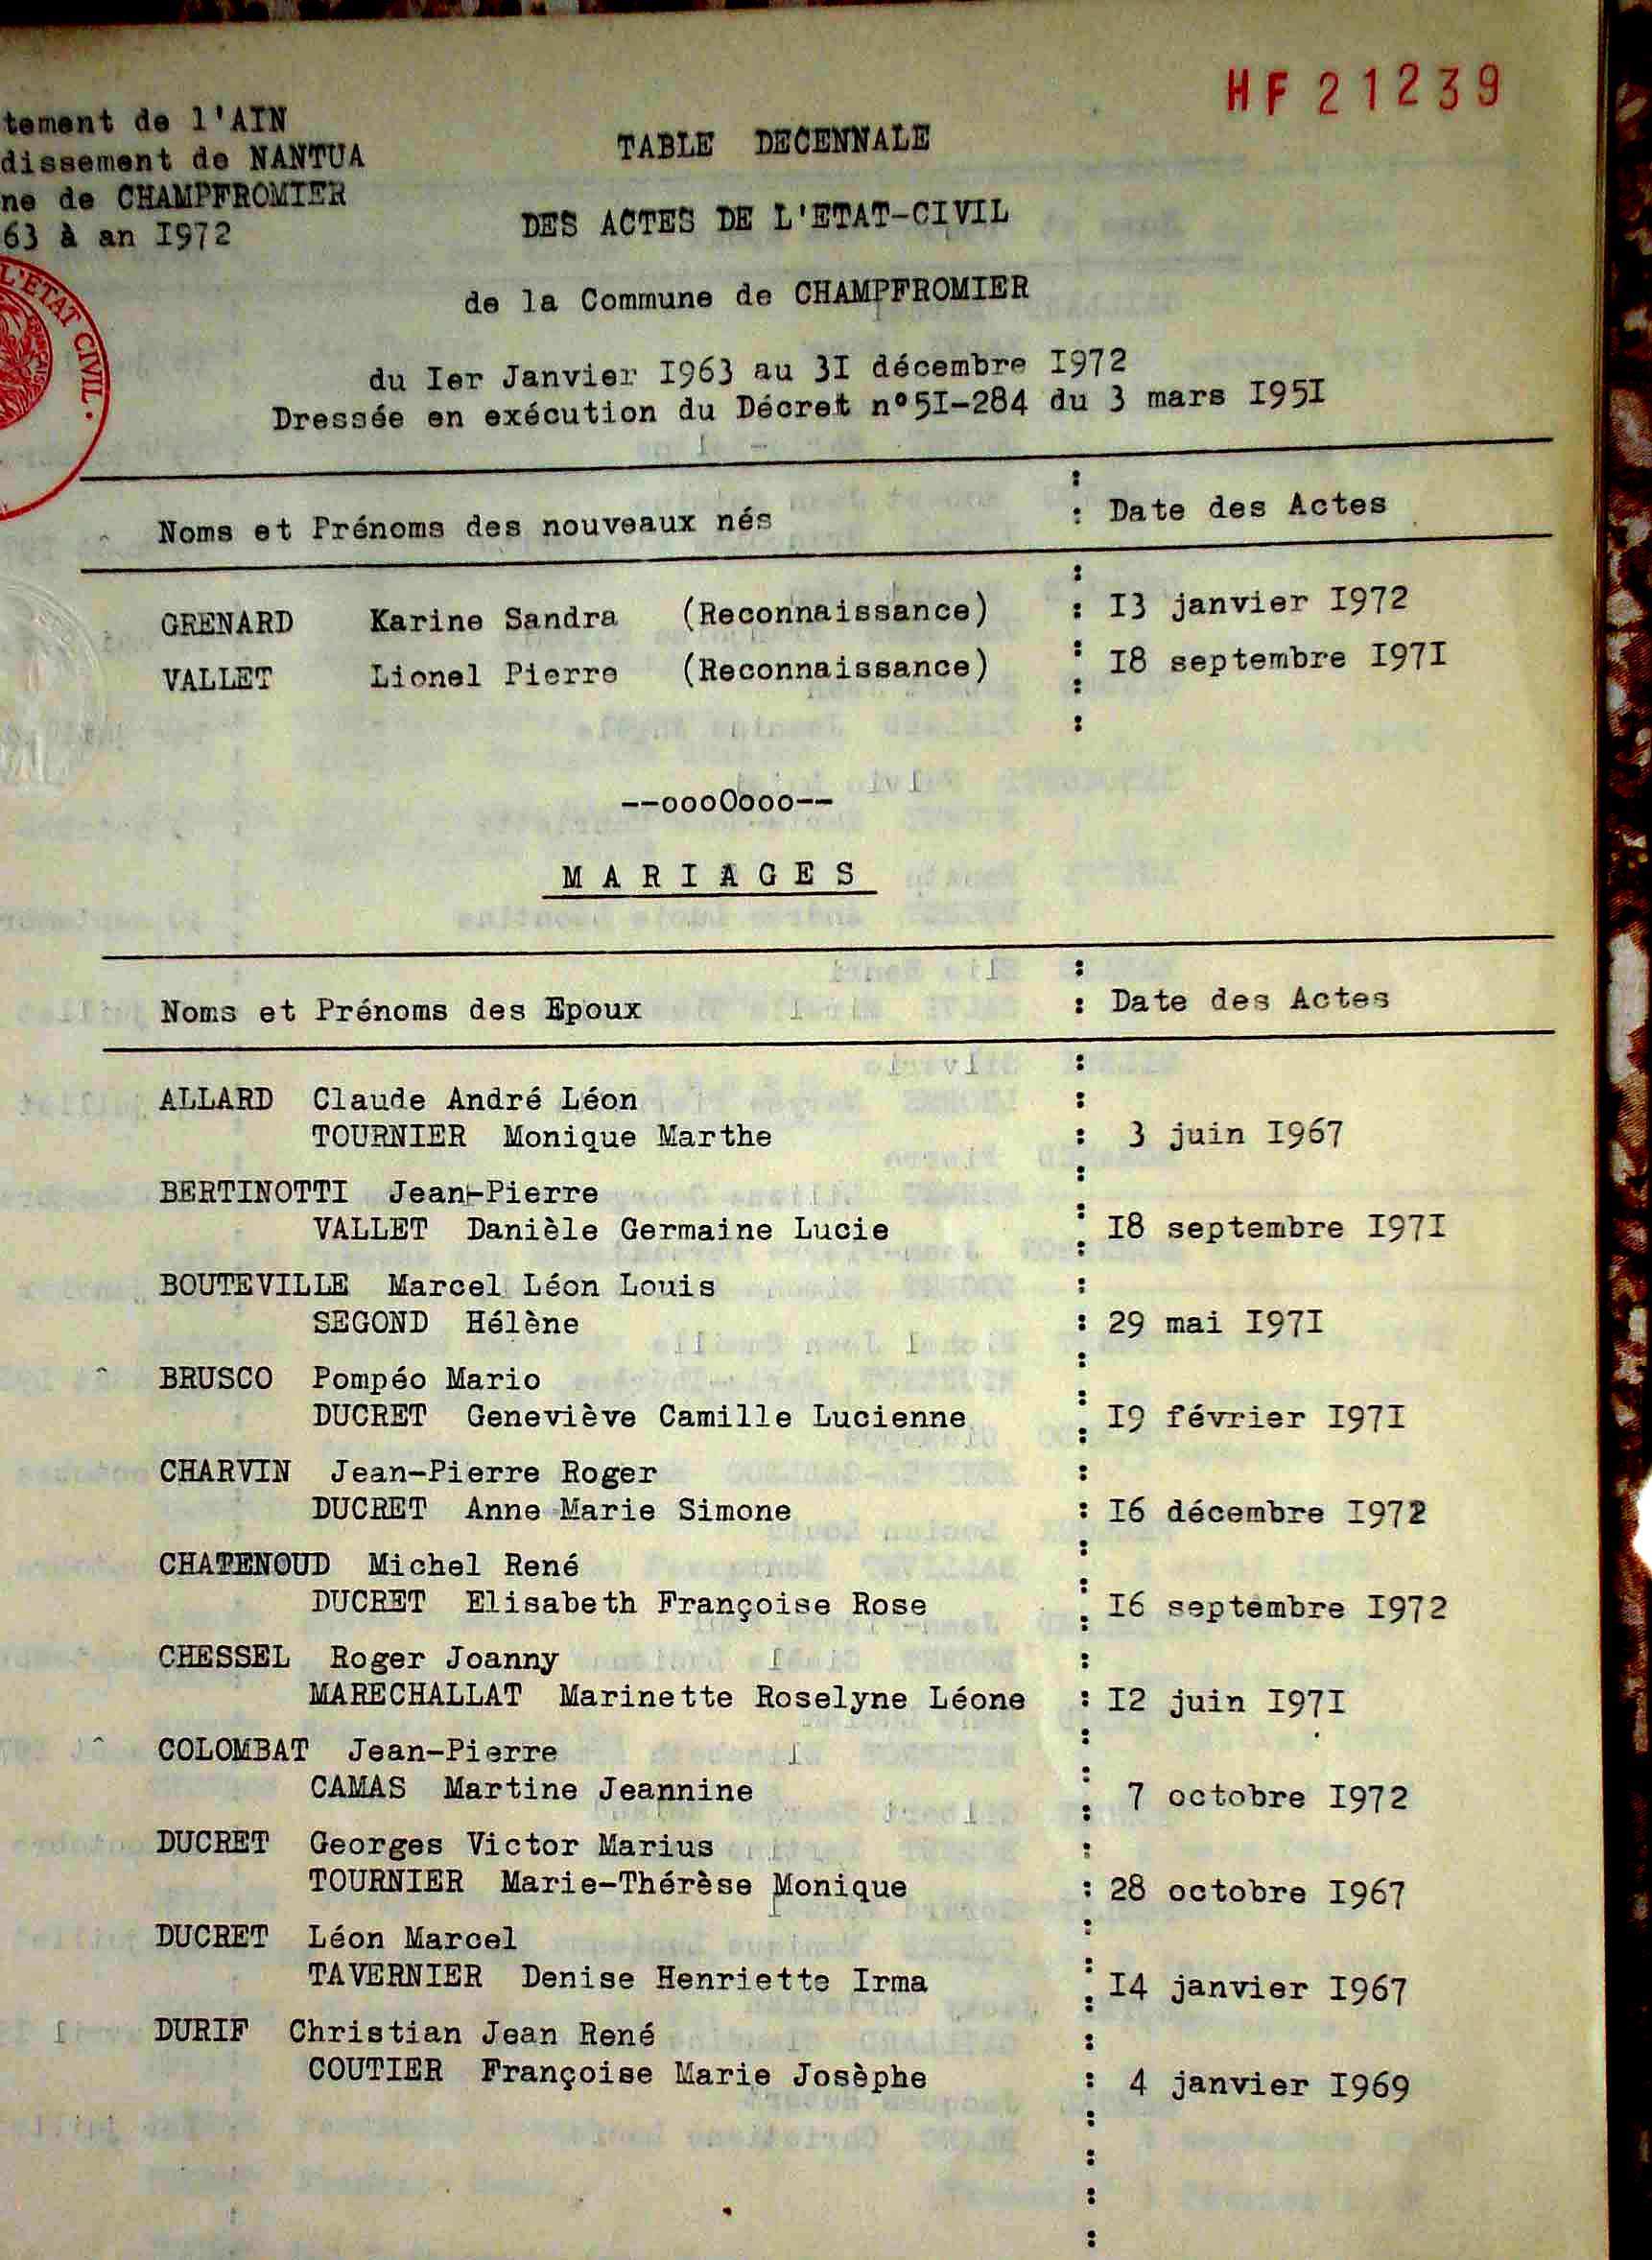 HF 21239
tement de l'AIN
dissement de NANTUA
ne de CHAMPFROMIER
63 à an I972
L'ETAT CIVIL.
TABLE DECENNALE
DES ACTES DE L'ETAT-CIVIL
de la Commune de CHAMPFROMIER
du Ier Janvier I963 au 3I décembre I972
Dressée en exécution du Décret n°5I-284 du 3 mars I95I
Noms et Prénoms des nouveaux nés : Date des Actes
GRENARD Karine Sandra (Reconnaissance) : I3 janvier I972
VALLET Lionel Pierre (Reconnaissance) : I8 septembre I97I
--oooOooo--
MARIAGES
Noms et Prénoms des Epoux : Date des Actes
ALLARD Claude André Léon :
TOURNIER Monique Marthe : 3 juin I967
BERTINOTTI Jean-Pierre
VALLET Danièle Germaine Lucie : I8 septembre I97I
BOUTEVILLE Marcel Léon Louis :
SEGOND Hélène : 29 mai I97I
BRUSCO Pompéo Mario
DUCRET Geneviève Camille Lucienne : I9 février I97I
CHARVIN Jean-Pierre Roger :
DUCRET Anne Marie Simone : I6 décembre I972
CHATENOUD Michel René
DUCRET Elisabeth Françoise Rose : I6 septembre I972
CHESSEL Roger Joanny :
MARECHALLAT Marinette Roselyne Léone : I2 juin I97I
COLOMBAT Jean-Pierre
CAMAS Martine Jeannine : 7 octobre I972
DUCRET Georges Victor Marius :
TOURNIER Marie-Thérèse Monique : 28 octobre I967
DUCRET Léon Marcel
TAVERNIER Denise Henriette Irma : I4 janvier I967
DURIF Christian Jean René :
COUTIER Françoise Marie Josèphe : 4 janvier I969